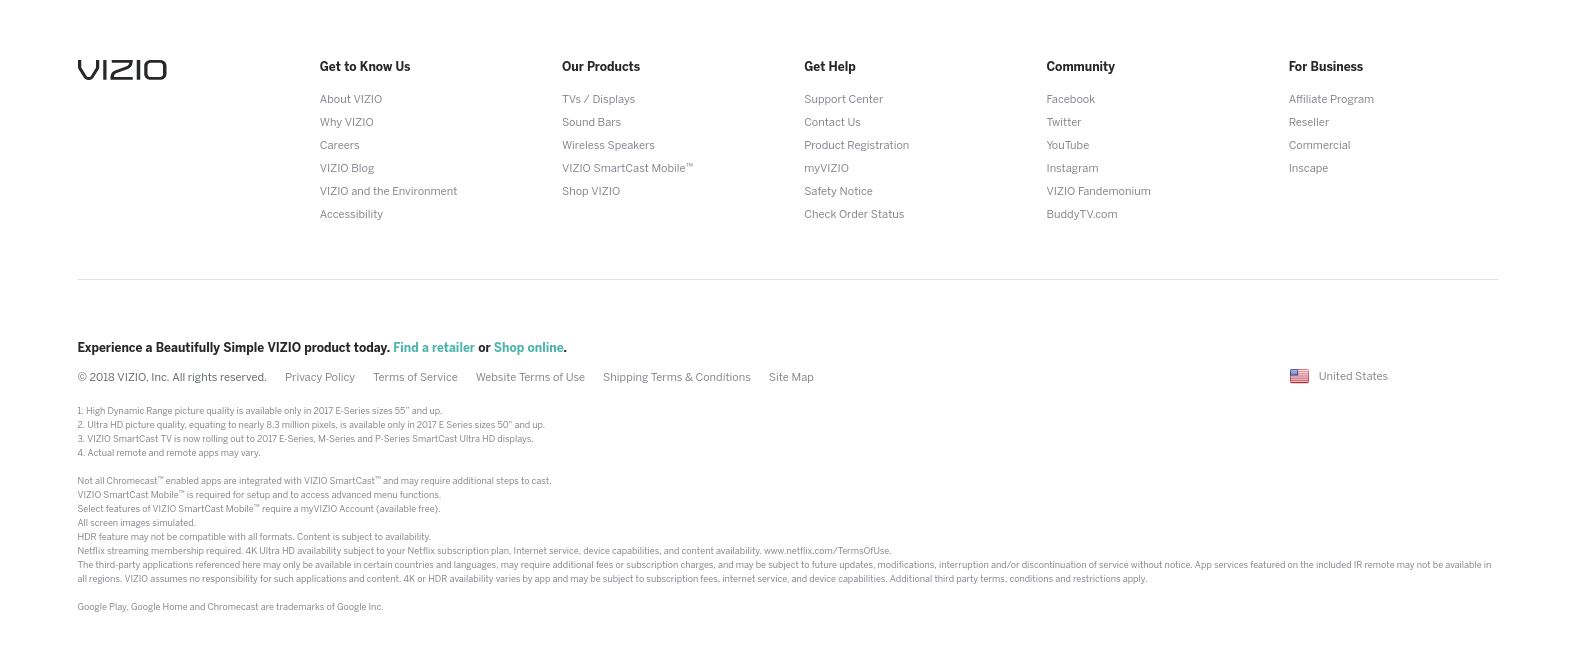 VIZIO
Get to Know Us
About VIZIO
Why VIZIO
Careers
VIZIO Blog
VIZIO and the Environment
Accessibility
Our Products
TVs / Displays
Sound Bars
Wireless Speakers
VIZIO SmartCast Mobile™
Shop VIZIO
Get Help
Support Center
Contact Us
Product Registration
myVIZIO
Safety Notice
Check Order Status
Community
Facebook
Twitter
YouTube
Instagram
VIZIO Fandemonium
BuddyTV.com
For Business
Affiliate Program
Reseller
Commercial
Inscape
Experience a Beautifully Simple VIZIO product today. Find a retailer or Shop online.
© 2018 VIZIO, Inc. All rights reserved. Privacy Policy Terms of Service Website Terms of Use Shipping Terms & Conditions Site Map
United States
1. High Dynamic Range picture quality is available only in 2017 E-Series sizes 55" and up.
2. Ultra HD picture quality, equating to nearly 8.3 million pixels, is available only in 2017 E Series sizes 50" and up.
3. VIZIO SmartCast TV is now rolling out to 2017 E-Series, M-Series and P-Series SmartCast Ultra HD displays.
4. Actual remote and remote apps may vary.
Not all Chromecast™ enabled apps are integrated with VIZIO SmartCast™ and may require additional steps to cast.
VIZIO SmartCast Mobile™ is required for setup and to access advanced menu functions.
Select features of VIZIO SmartCast Mobile™ require a myVIZIO Account (available free).
All screen images simulated.
HDR feature may not be compatible with all formats. Content is subject to availability.
Netflix streaming membership required. 4K Ultra HD availability subject to your Netflix subscription plan, Internet service, device capabilities, and content availability. www.netflix.com/TermsOfUse.
The third-party applications referenced here may only be available in certain countries and languages, may require additional fees or subscription charges, and may be subject to future updates, modifications, interruption and/or discontinuation of service without notice. App services featured on the included IR remote may not be available in
all regions. VIZIO assumes no responsibility for such applications and content. 4K or HDR availability varies by app and may be subject to subscription fees, internet service, and device capabilities. Additional third party terms, conditions and restrictions apply.
Google Play, Google Home and Chromecast are trademarks of Google Inc.